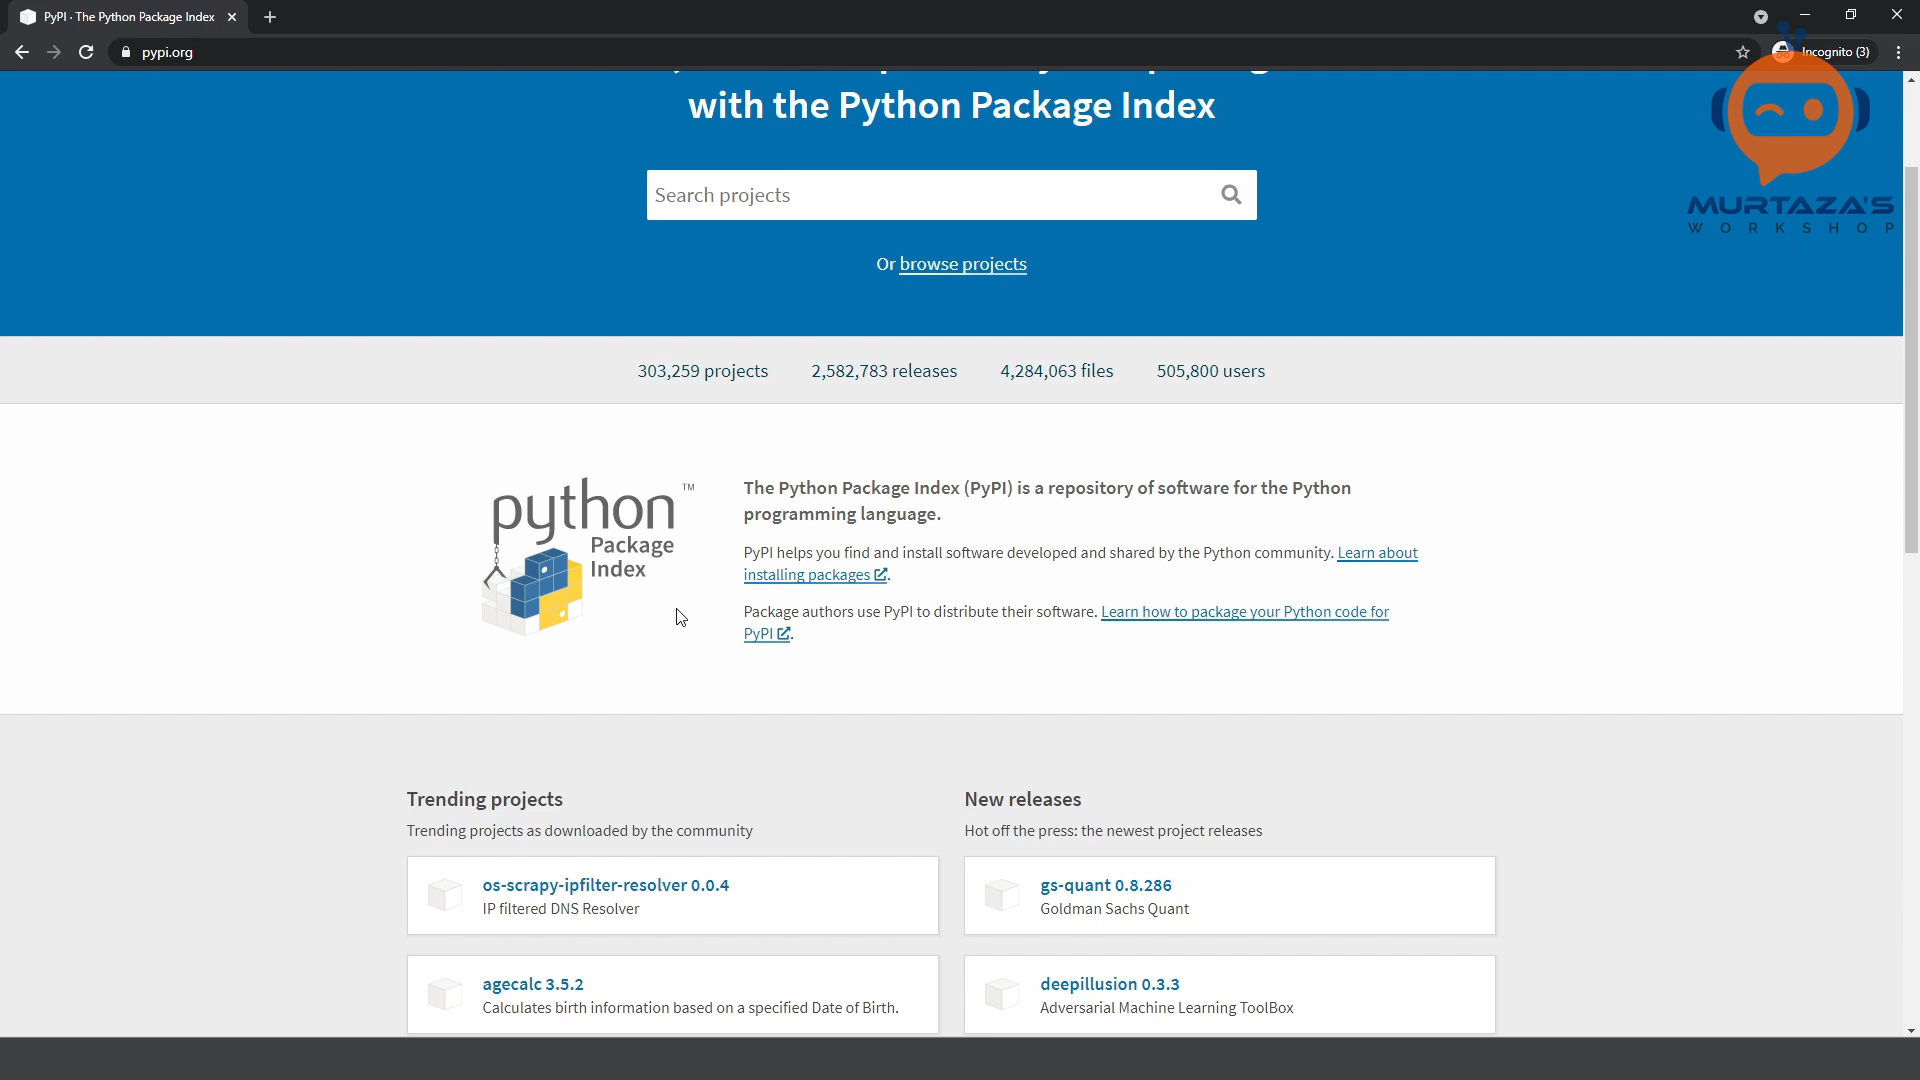 PyPI · The Python Package Index
pypi.org
Incognito (3)
with the Python Package Index
MURTAZA'S
WORKSHOP
Search projects
Or browse projects
303,259 projects 2,582,783 releases 4,284,063 files 505,800 users
python™
Package
Index
The Python Package Index (PyPI) is a repository of software for the Python
programming language.
PyPI helps you find and install software developed and shared by the Python community. Learn about
installing packages.
Package authors use PyPI to distribute their software. Learn how to package your Python code for
PyPI.
Trending projects
Trending projects as downloaded by the community
os-scrapy-ipfilter-resolver 0.0.4
IP filtered DNS Resolver
agecalc 3.5.2
Calculates birth information based on a specified Date of Birth.
New releases
Hot off the press: the newest project releases
gs-quant 0.8.286
Goldman Sachs Quant
deepillusion 0.3.3
Adversarial Machine Learning ToolBox